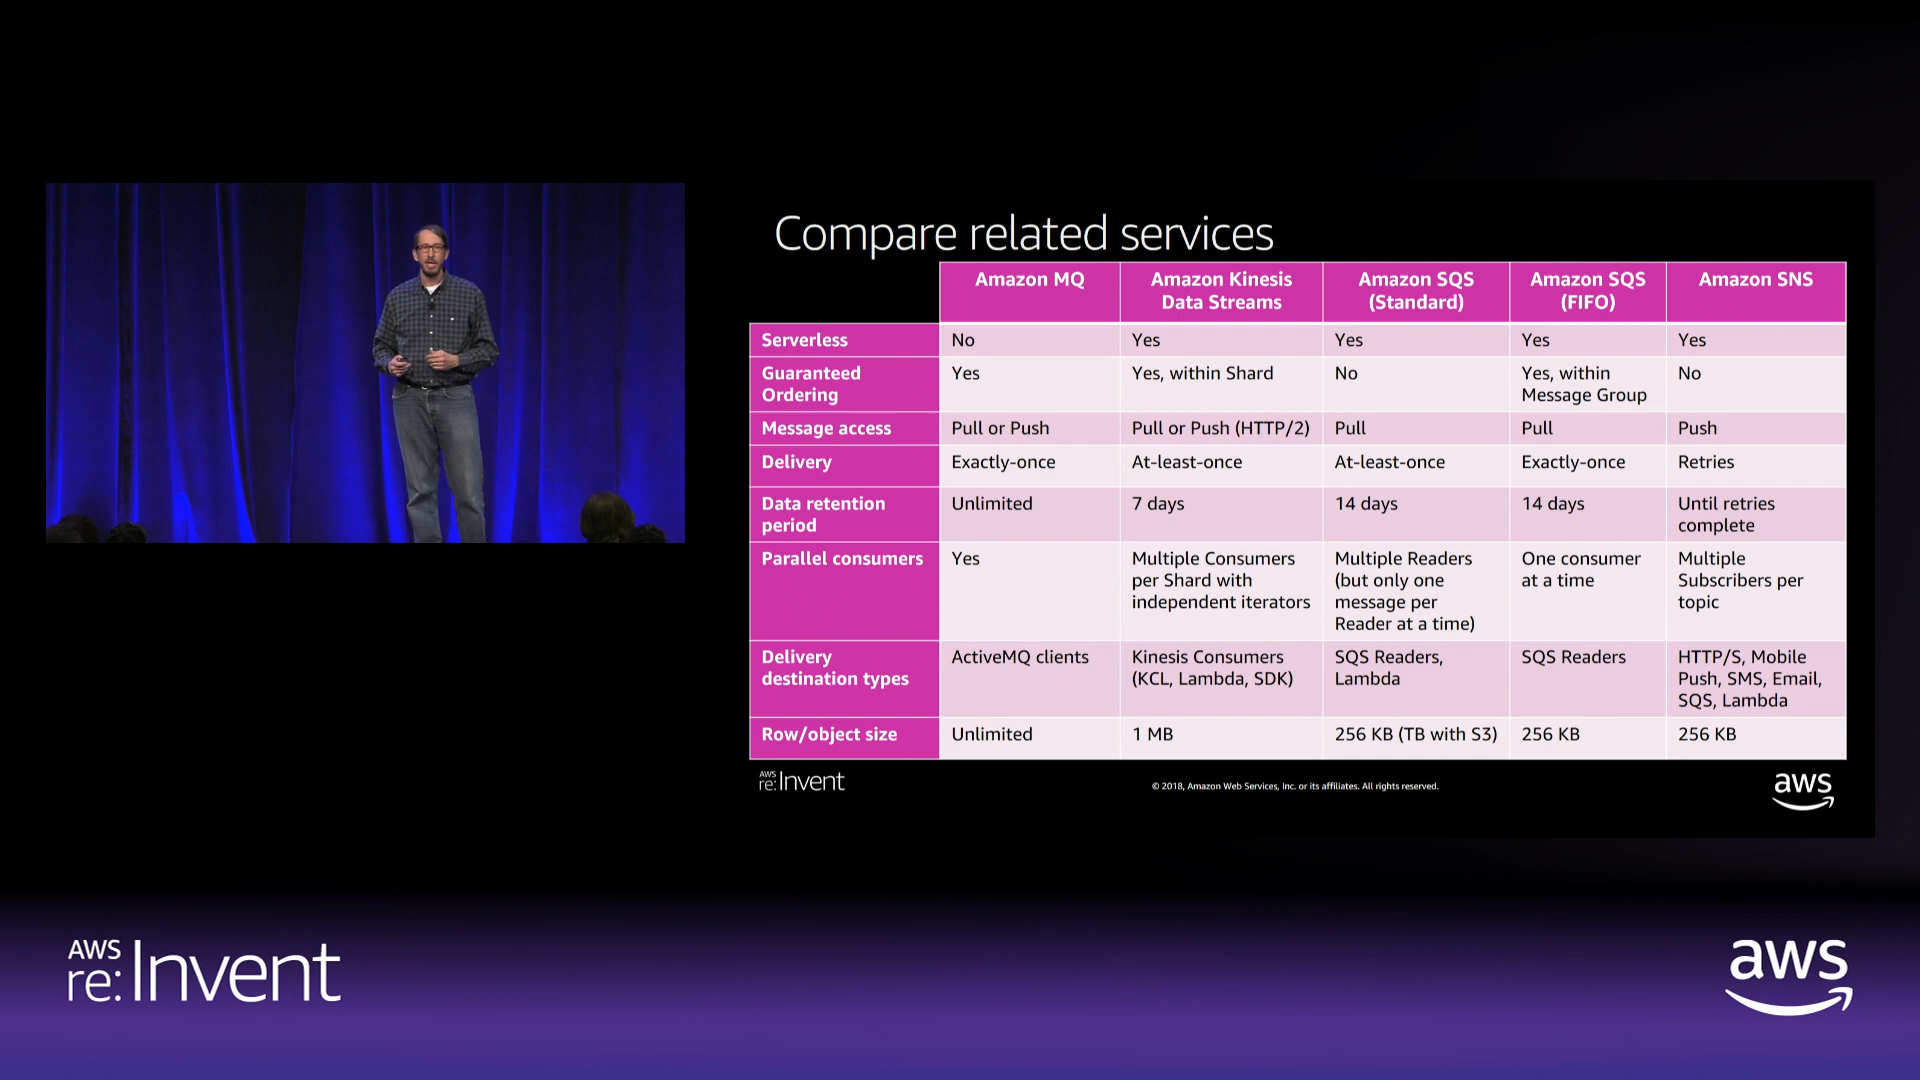 Compare related services
Amazon MQ
Amazon Kinesis
Data Streams
Amazon SQS
(Standard)
Amazon SQS
(FIFO)
Amazon SNS
Serverless
No
Yes
Yes
Yes
Yes
Guaranteed
Ordering
Yes
Yes, within Shard
No
Yes, within
Message Group
No
Message access
Pull or Push
Pull or Push (HTTP/2)
Pull
Pull
Push
Delivery
Exactly-once
At-least-once
At-least-once
Exactly-once
Retries
Data retention
period
Unlimited
7 days
14 days
14 days
Until retries
complete
Parallel consumers
Yes
Multiple Consumers
per Shard with
independent iterators
Multiple Readers
(but only one
message per
Reader at a time)
One consumer
at a time
Multiple
Subscribers per
topic
Delivery
destination types
ActiveMQ clients
Kinesis Consumers
(KCL, Lambda, SDK)
SQS Readers,
Lambda
SQS Readers
HTTP/S, Mobile
Push, SMS, Email,
SQS, Lambda
Row/object size
Unlimited
1 MB
256 KB (TB with S3)
256 KB
256 KB
AWS
re:Invent
© 2018, Amazon Web Services, Inc. or its affiliates. All rights reserved.
aws
AWS
re:Invent
aws